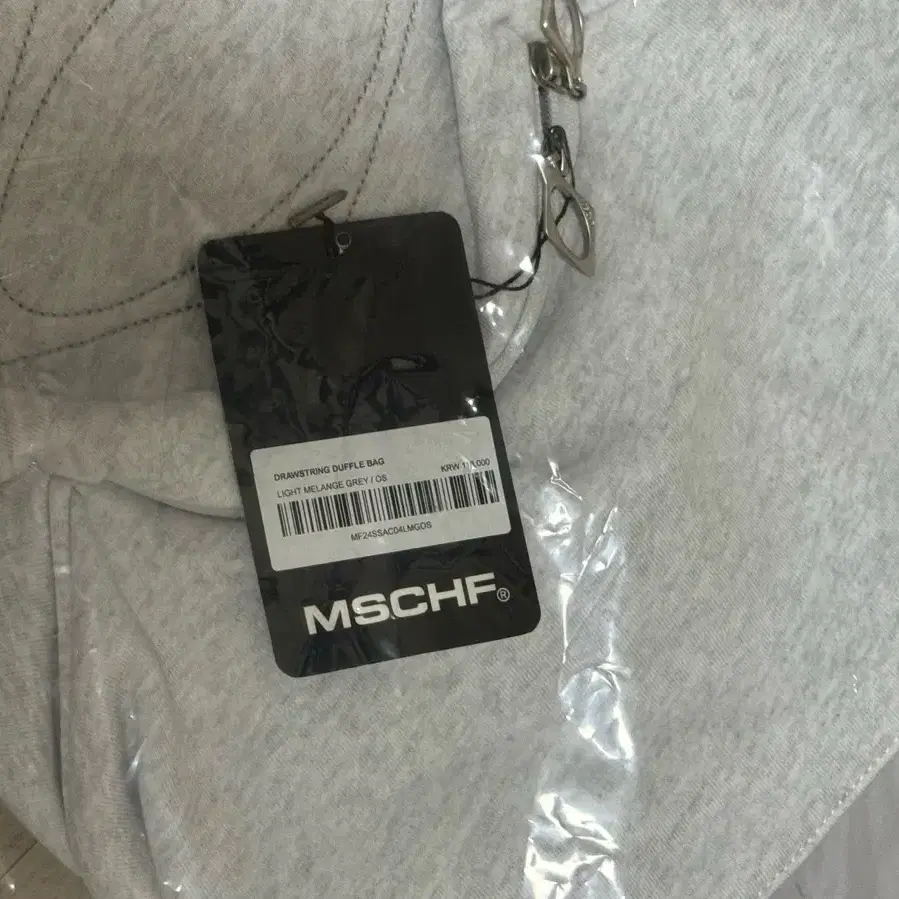 DRAWSTRING DUFFLE BAG
KRW
LIGHT MELANGE GREY / OS
MF24SSAC04LMGOS
MSCHF®